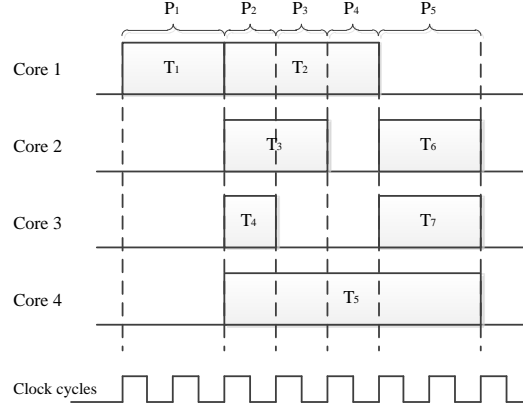 P₁ P₂ P₃ P₄ P₅
Core 1 T₁ T₂
Core 2 T₃ T₆
Core 3 T₄ T₇
Core 4 T₅
Clock cycles